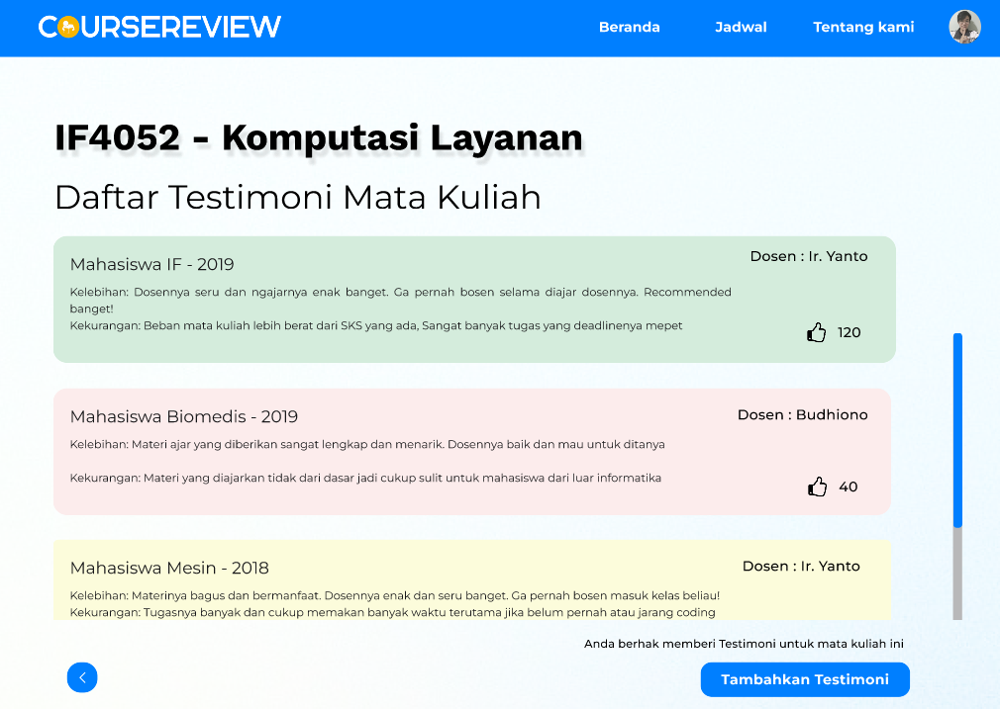 COURSEREVIEW
Beranda
Jadwal
Tentang kami
IF4052 - Komputasi Layanan
Daftar Testimoni Mata Kuliah
Mahasiswa IF - 2019
Dosen : Ir. Yanto
Kelebihan: Dosennya seru dan ngajarnya enak banget. Ga pernah bosen selama diajar dosennya. Recommended
banget!
Kekurangan: Beban mata kuliah lebih berat dari SKS yang ada, Sangat banyak tugas yang deadlinenya mepet
120
Mahasiswa Biomedis - 2019
Dosen : Budhiono
Kelebihan: Materi ajar yang diberikan sangat lengkap dan menarik. Dosennya baik dan mau untuk ditanya
Kekurangan: Materi yang diajarkan tidak dari dasar jadi cukup sulit untuk mahasiswa dari luar informatika
40
Mahasiswa Mesin - 2018
Dosen : Ir. Yanto
Kelebihan: Materinya bagus dan bermanfaat. Dosennya enak dan seru banget. Ga pernah bosen masuk kelas beliau!
Kekurangan: Tugasnya banyak dan cukup memakan banyak waktu terutama jika belum pernah atau jarang coding
Anda berhak memberi Testimoni untuk mata kuliah ini
Tambahkan Testimoni